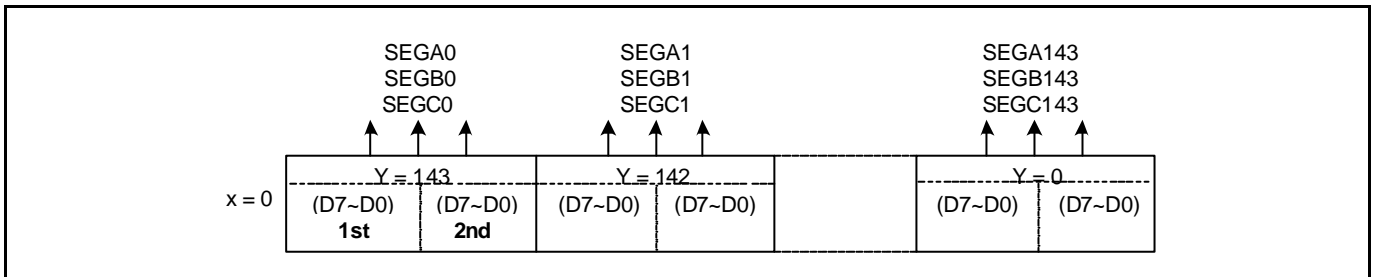 SEGA0 SEGA1 SEGA143
SEGB0 SEGB1 SEGB143
SEGC0 SEGC1 SEGC143
Y = 143 Y = 142 Y = 0
x = 0 (D7~D0) (D7~D0) (D7~D0) (D7~D0) (D7~D0) (D7~D0)
1st 2nd